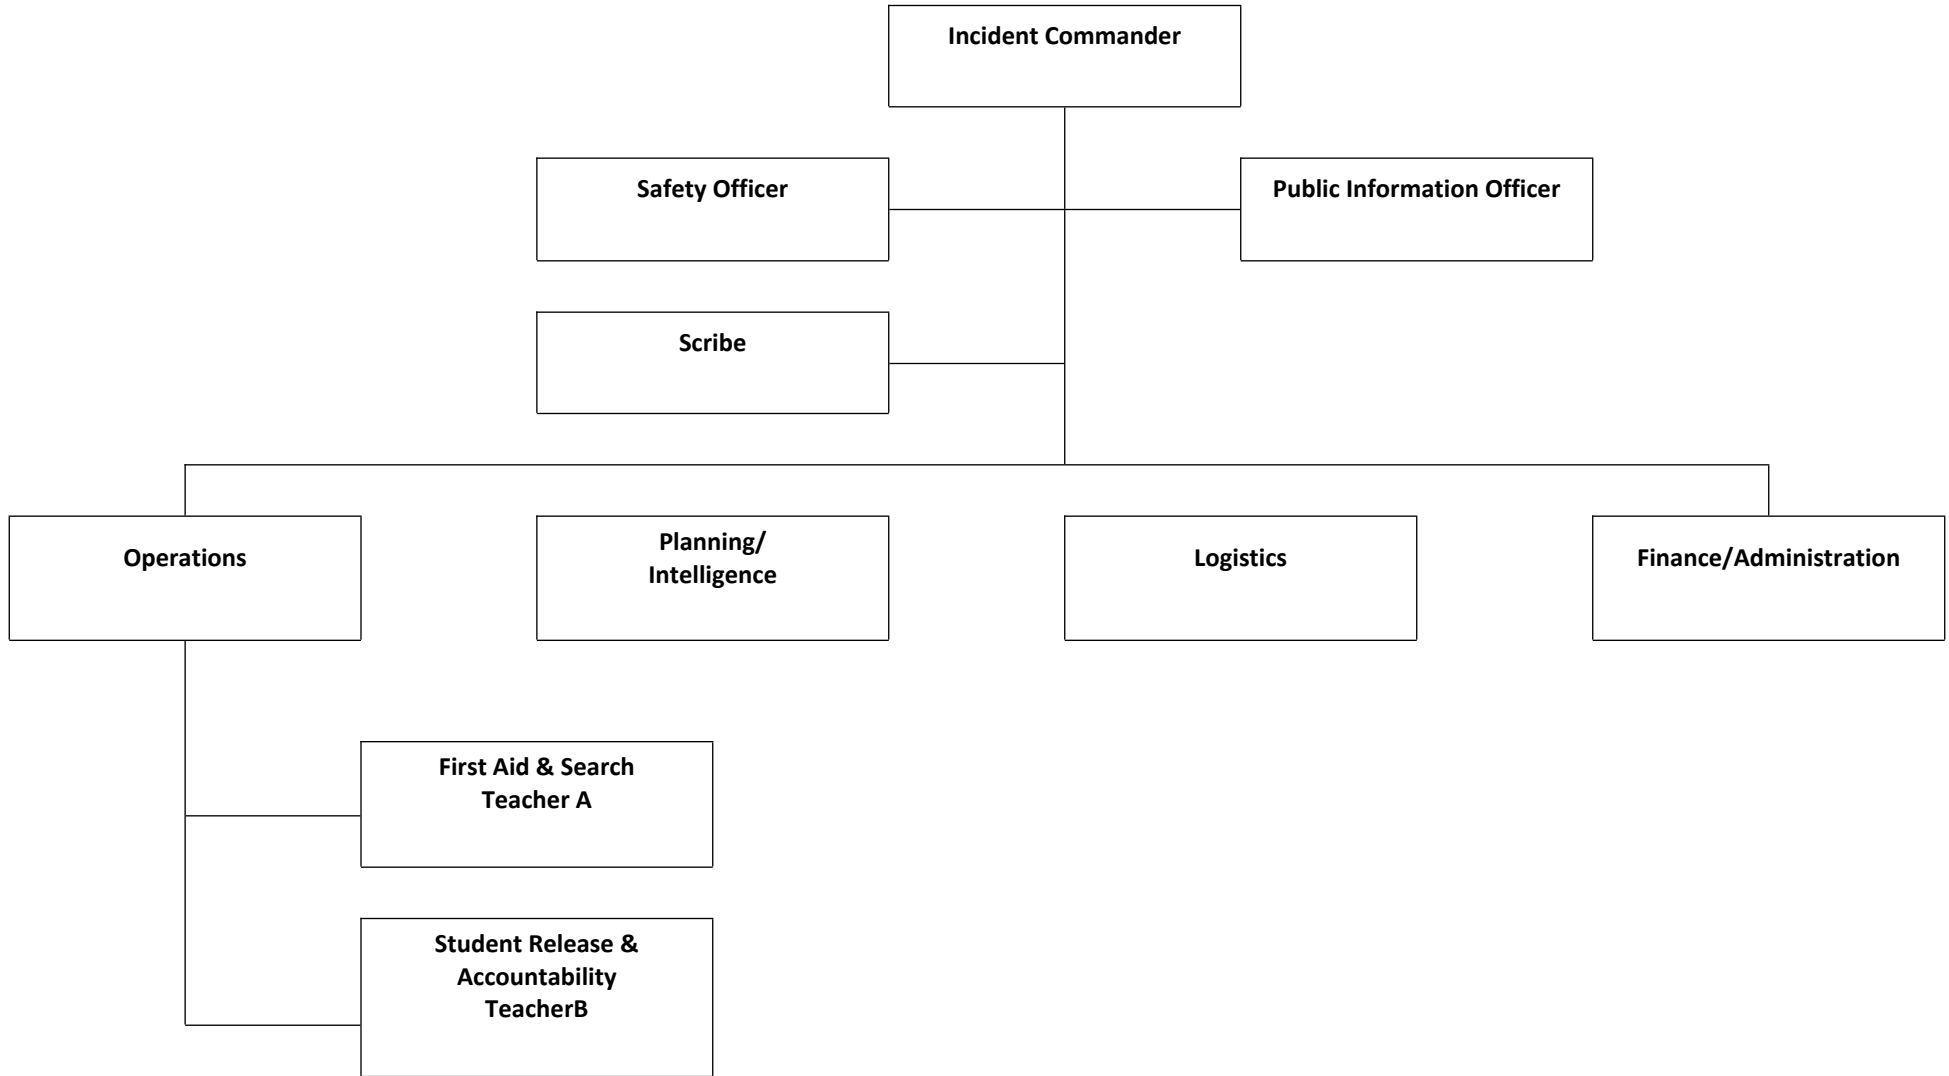 Incident Commander
Safety Officer
Public Information Officer
Scribe
Operations
Planning/
Intelligence
Logistics
Finance/Administration
First Aid & Search
Teacher A
Student Release &
Accountability
TeacherB